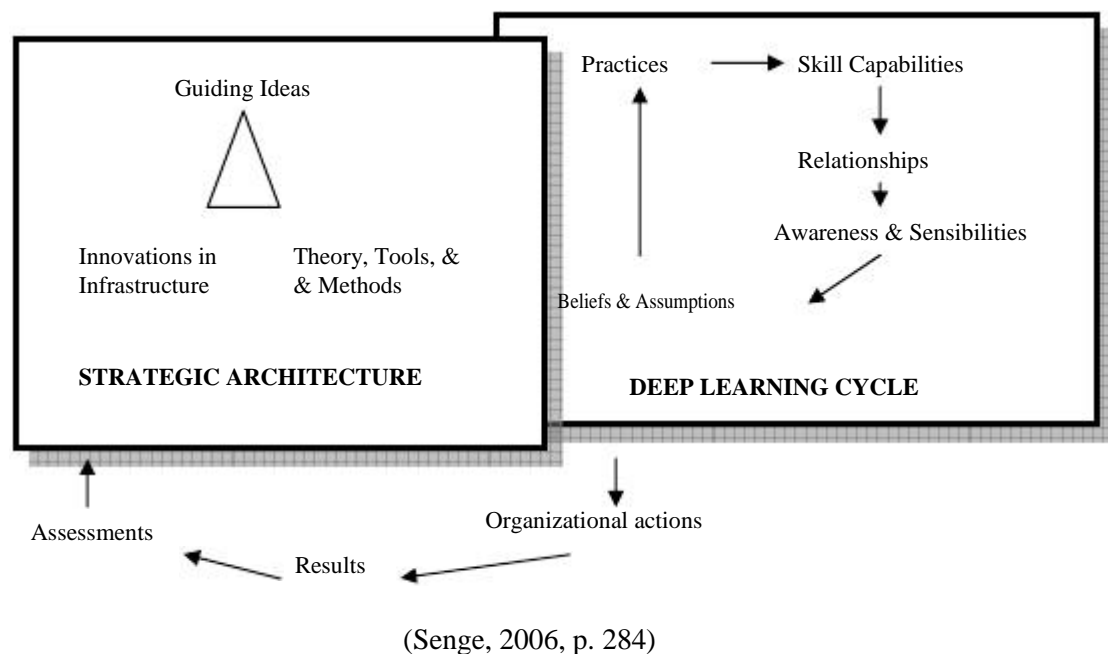 Guiding Ideas
Innovations in
Infrastructure
Theory, Tools, &
& Methods
STRATEGIC ARCHITECTURE
Practices
Skill Capabilities
Relationships
Awareness & Sensibilities
Beliefs & Assumptions
DEEP LEARNING CYCLE
Organizational actions
Results
Assessments
(Senge, 2006, p. 284)